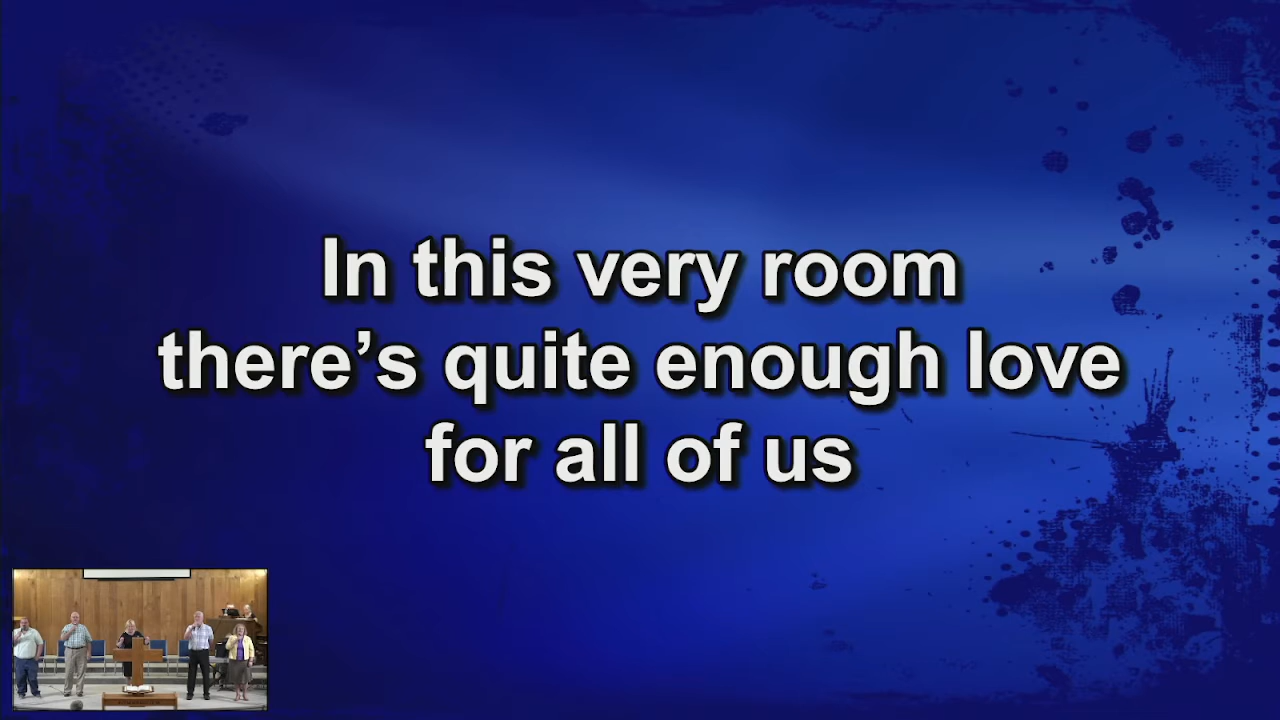 In this very room
there’s quite enough love
for all of us